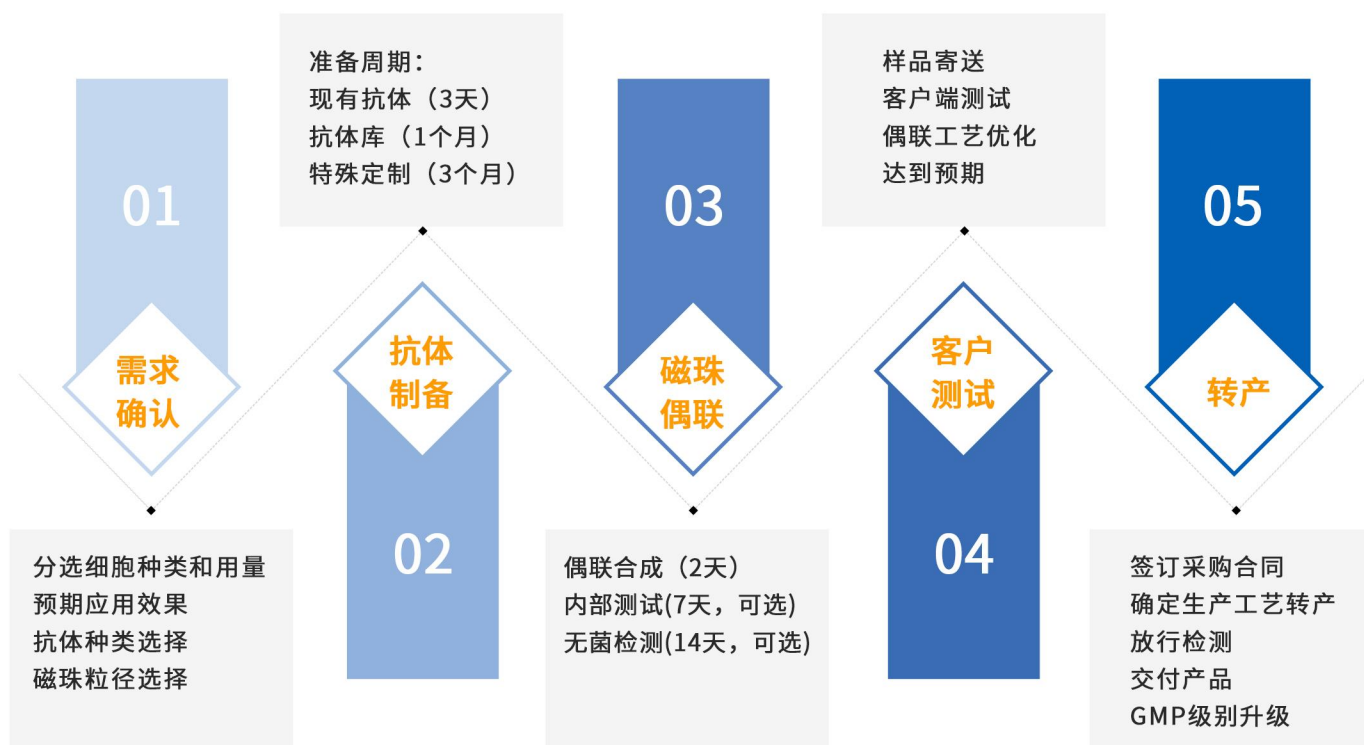 01
需求
确认
分选细胞种类和用量
预期应用效果
抗体种类选择
磁珠粒径选择
准备周期：
现有抗体（3天）
抗体库（1个月）
特殊定制（3个月）
抗体
制备
02
03
磁珠
偶联
偶联合成（2天）
内部测试(7天，可选)
无菌检测(14天，可选)
样品寄送
客户端测试
偶联工艺优化
达到预期
客户
测试
04
05
转产
签订采购合同
确定生产工艺转产
放行检测
交付产品
GMP级别升级